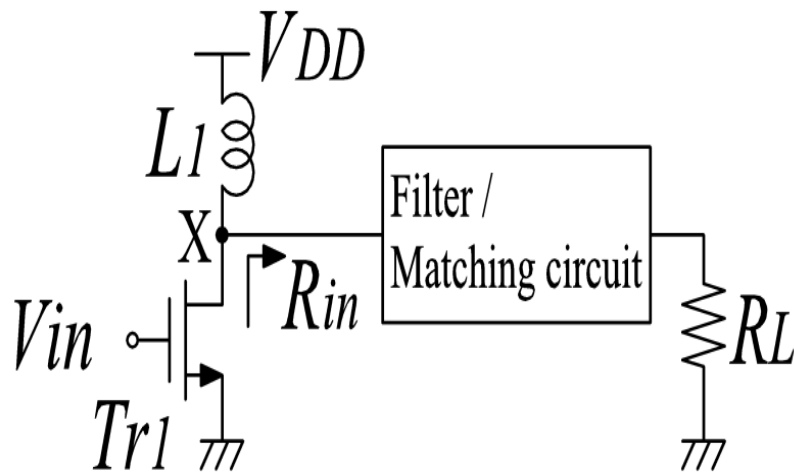 VDD
L1
X
Filter /
Matching circuit
Rin
Vin
RL
Tr1